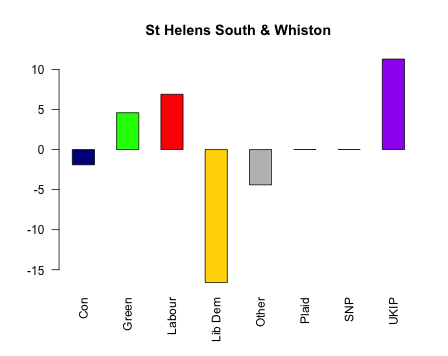 St Helens South & Whiston
10
5
0
-5
-10
-15
Con
Green
Labour
Lib Dem
Other
Plaid
SNP
UKIP